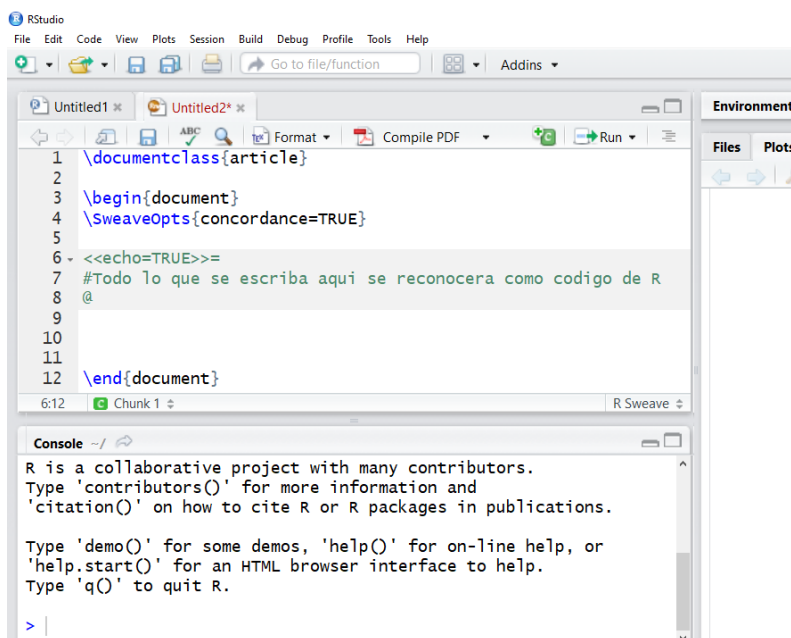 RStudio
File Edit Code View Plots Session Build Debug Profile Tools Help
Go to file/function Addins
Untitled1 × Untitled2* ×
ABC TEX Format Compile PDF C Run
1 \documentclass{article}
2
3 \begin{document}
4 \SweaveOpts{concordance=TRUE}
5
6 <<echo=TRUE>>=
7 #Todo lo que se escriba aqui se reconocera como codigo de R
8 @
9
10
11
12 \end{document}
6:12 C Chunk 1 R Sweave
Console ~/
R is a collaborative project with many contributors.
Type 'contributors()' for more information and
'citation()' on how to cite R or R packages in publications.
Type 'demo()' for some demos, 'help()' for on-line help, or
'help.start()' for an HTML browser interface to help.
Type 'q()' to quit R.
>
Environment
Files Plots